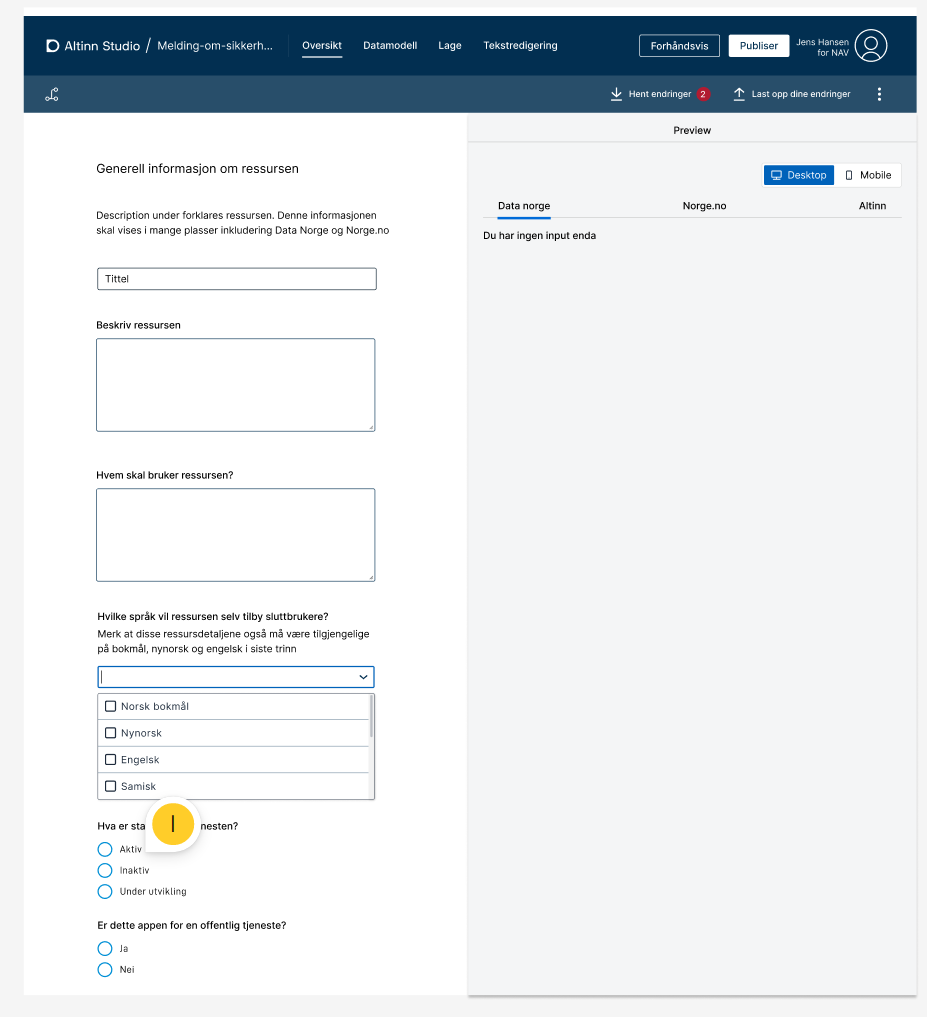 Altinn Studio / Melding-om-sikkerh...
Oversikt
Datamodell
Lage
Tekstredigering
Forhåndsvis
Publiser
Jens Hansen
for NAV
Hent endringer 2
Last opp dine endringer
Generell informasjon om ressursen
Description under forklares ressursen. Denne informasjonen
skal vises i mange plasser inkludering Data Norge og Norge.no
Tittel
Beskriv ressursen
Hvem skal bruker ressursen?
Hvilke språk vil ressursen selv tilby sluttbrukere?
Merk at disse ressursdetaljene også må være tilgjengelige
på bokmål, nynorsk og engelsk i siste trinn
Norsk bokmål
Nynorsk
Engelsk
Samisk
Hva er sta nesten?
I
Aktiv
Inaktiv
Under utvikling
Er dette appen for en offentlig tjeneste?
Ja
Nei
Preview
Desktop
Mobile
Data norge
Norge.no
Altinn
Du har ingen input enda